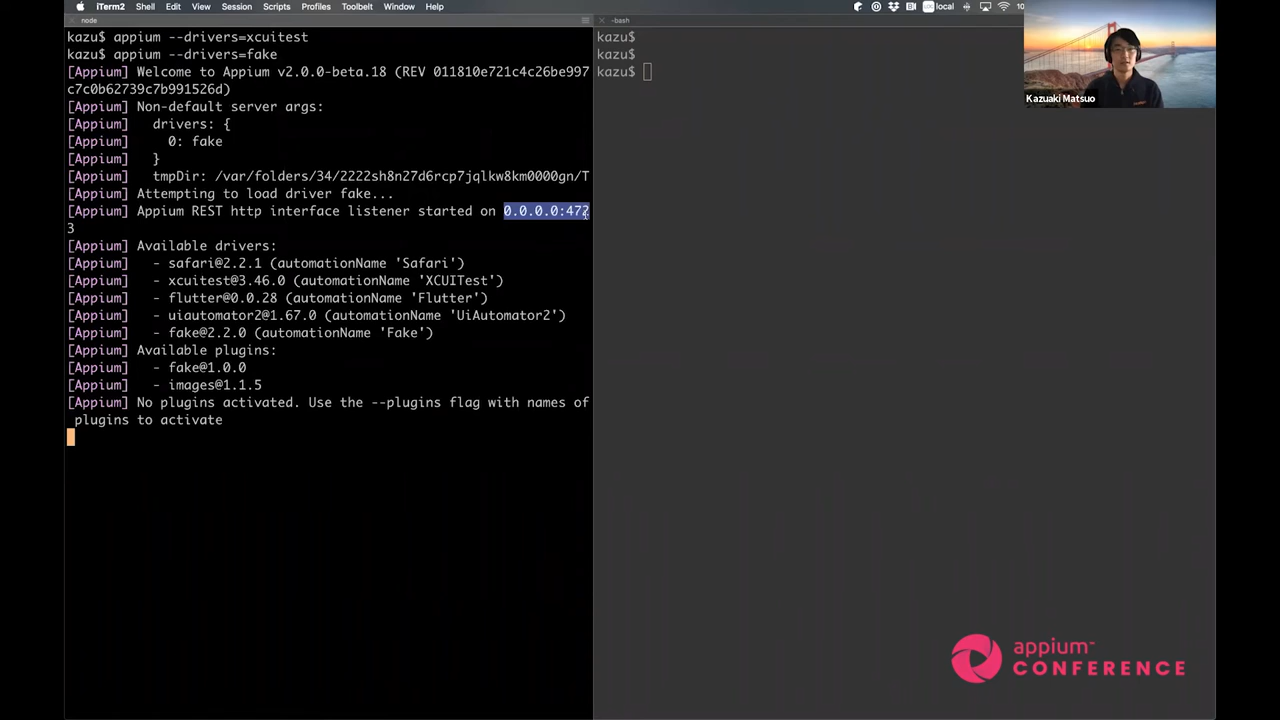 iTerm2 Shell Edit View Session Scripts Profiles Toolbelt Window Help
local
10
node
-bash
kazu$ appium --drivers=xcuitest
kazu$ appium --drivers=fake
[Appium] Welcome to Appium v2.0.0-beta.18 (REV 011810e721c4c26be997
c7c0b62739c7b991526d)
[Appium] Non-default server args:
[Appium]   drivers: {
[Appium]     0: fake
[Appium]   }
[Appium]   tmpDir: /var/folders/34/2222sh8n27d6rcp7jqlkw8km0000gn/T
[Appium] Attempting to load driver fake...
[Appium] Appium REST http interface listener started on 0.0.0.0:472
3
[Appium] Available drivers:
[Appium]   - safari@2.2.1 (automationName 'Safari')
[Appium]   - xcuitest@3.46.0 (automationName 'XCUITest')
[Appium]   - flutter@0.0.28 (automationName 'Flutter')
[Appium]   - uiautomator2@1.67.0 (automationName 'UiAutomator2')
[Appium]   - fake@2.2.0 (automationName 'Fake')
[Appium] Available plugins:
[Appium]   - fake@1.0.0
[Appium]   - images@1.1.5
[Appium] No plugins activated. Use the --plugins flag with names of
 plugins to activate
kazu$
kazu$
kazu$
Kazuaki Matsuo
appium™
CONFERENCE